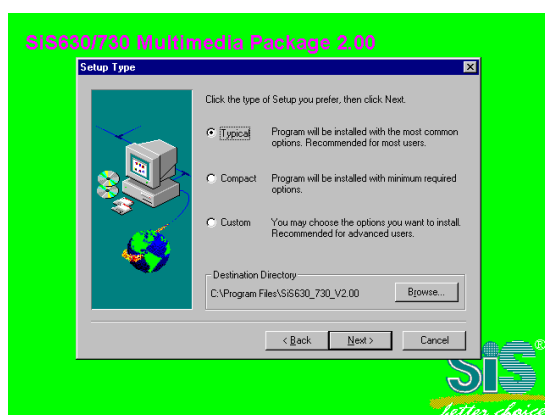 SiS630/730 Multimedia Package 2.00
Setup Type
Click the type of Setup you prefer, then click Next.
Typical Program will be installed with the most common
options. Recommended for most users.
Compact Program will be installed with minimum required
options.
Custom You may choose the options you want to install.
Recommended for advanced users.
Destination Directory
C:\Program Files\SiS630_730_V2.00 Browse...
< Back Next > Cancel
SiS®
better choice